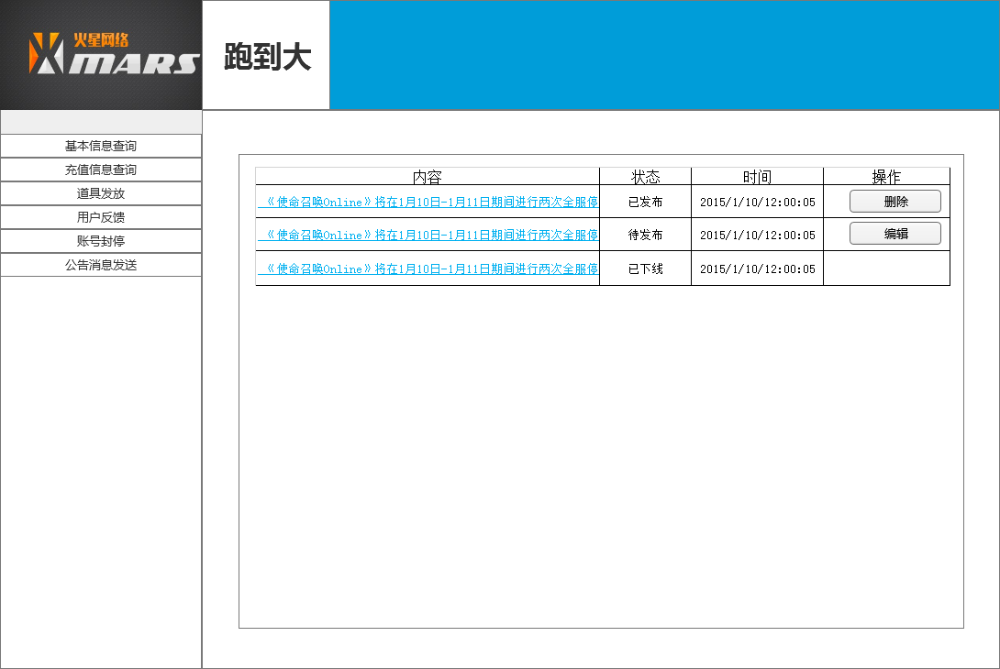 火星网络
MARS
跑到大
基本信息查询
充值信息查询
道具发放
用户反馈
账号封停
公告消息发送
内容 状态 时间 操作
《使命召唤Online》将在1月10日-1月11日期间进行两次全服停 已发布 2015/1/10/12:00:05 删除
《使命召唤Online》将在1月10日-1月11日期间进行两次全服停 待发布 2015/1/10/12:00:05 编辑
《使命召唤Online》将在1月10日-1月11日期间进行两次全服停 已下线 2015/1/10/12:00:05